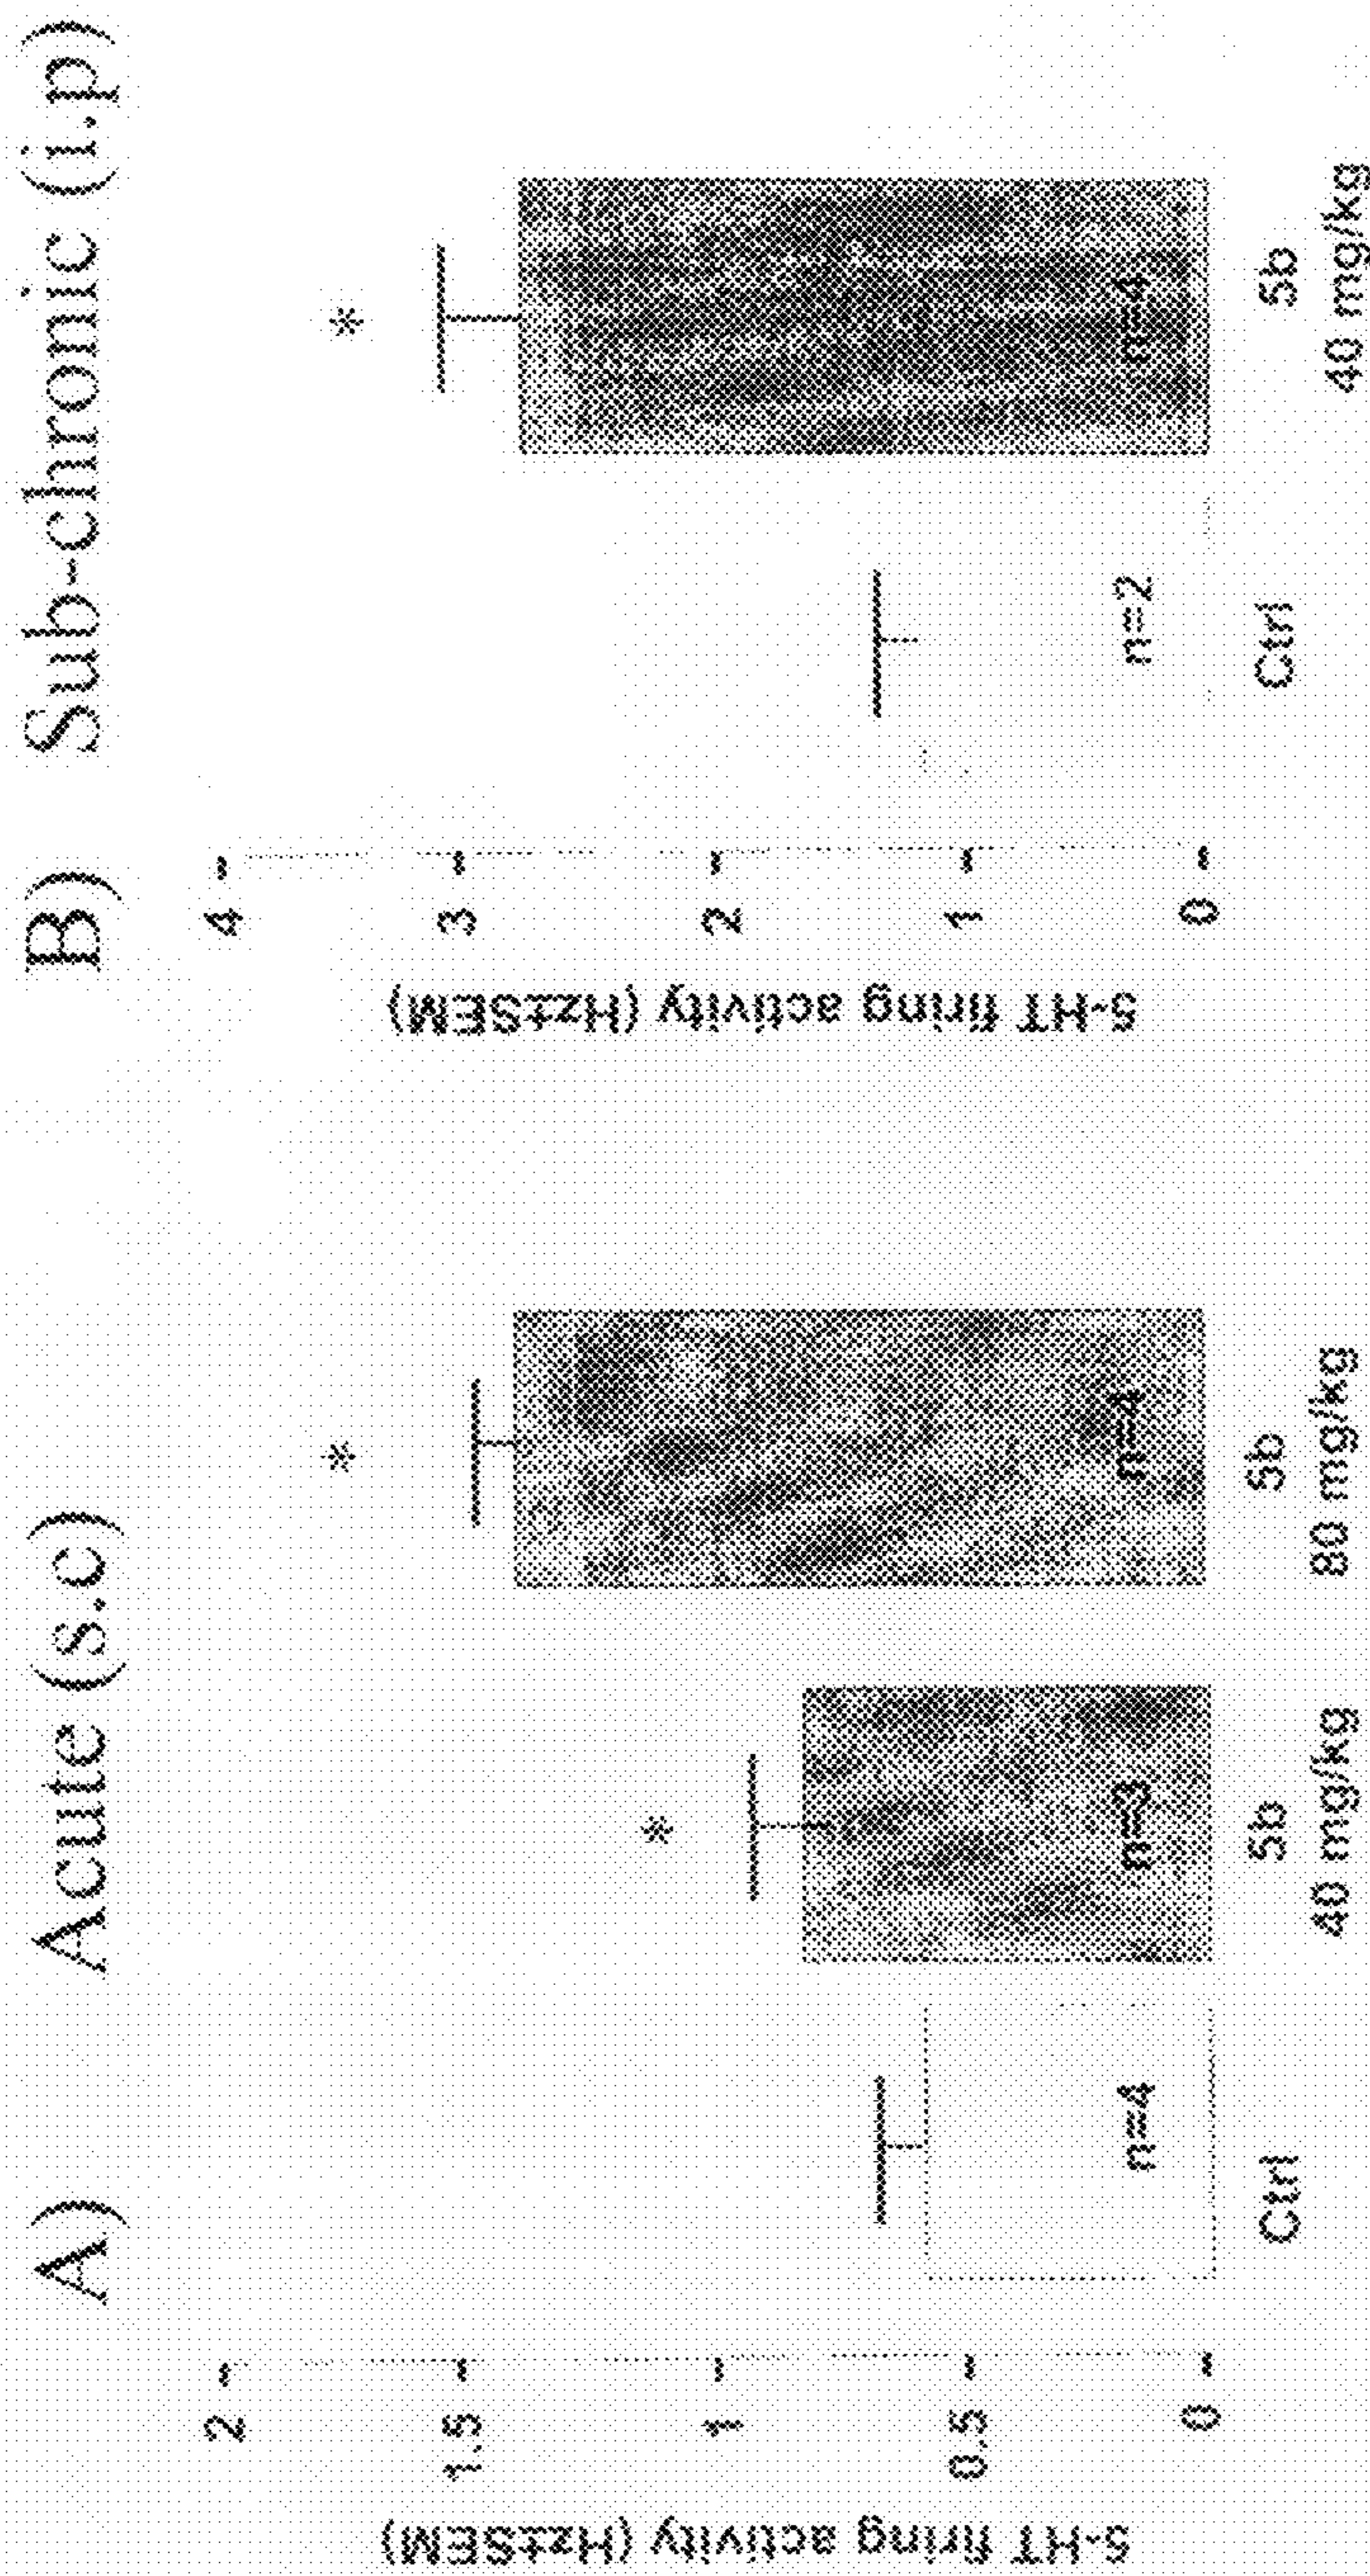 A) Acute (s.c)
5-HT firing activity (Hz±SEM)
2
1.5
1
0.5
0
*
*
n=4
n=3
n=4
Ctrl
5b
40 mg/kg
5b
80 mg/kg
B) Sub-chronic (i.p)
5-HT firing activity (Hz±SEM)
4
3
2
1
0
*
n=2
n=4
Ctrl
5b
40 mg/kg